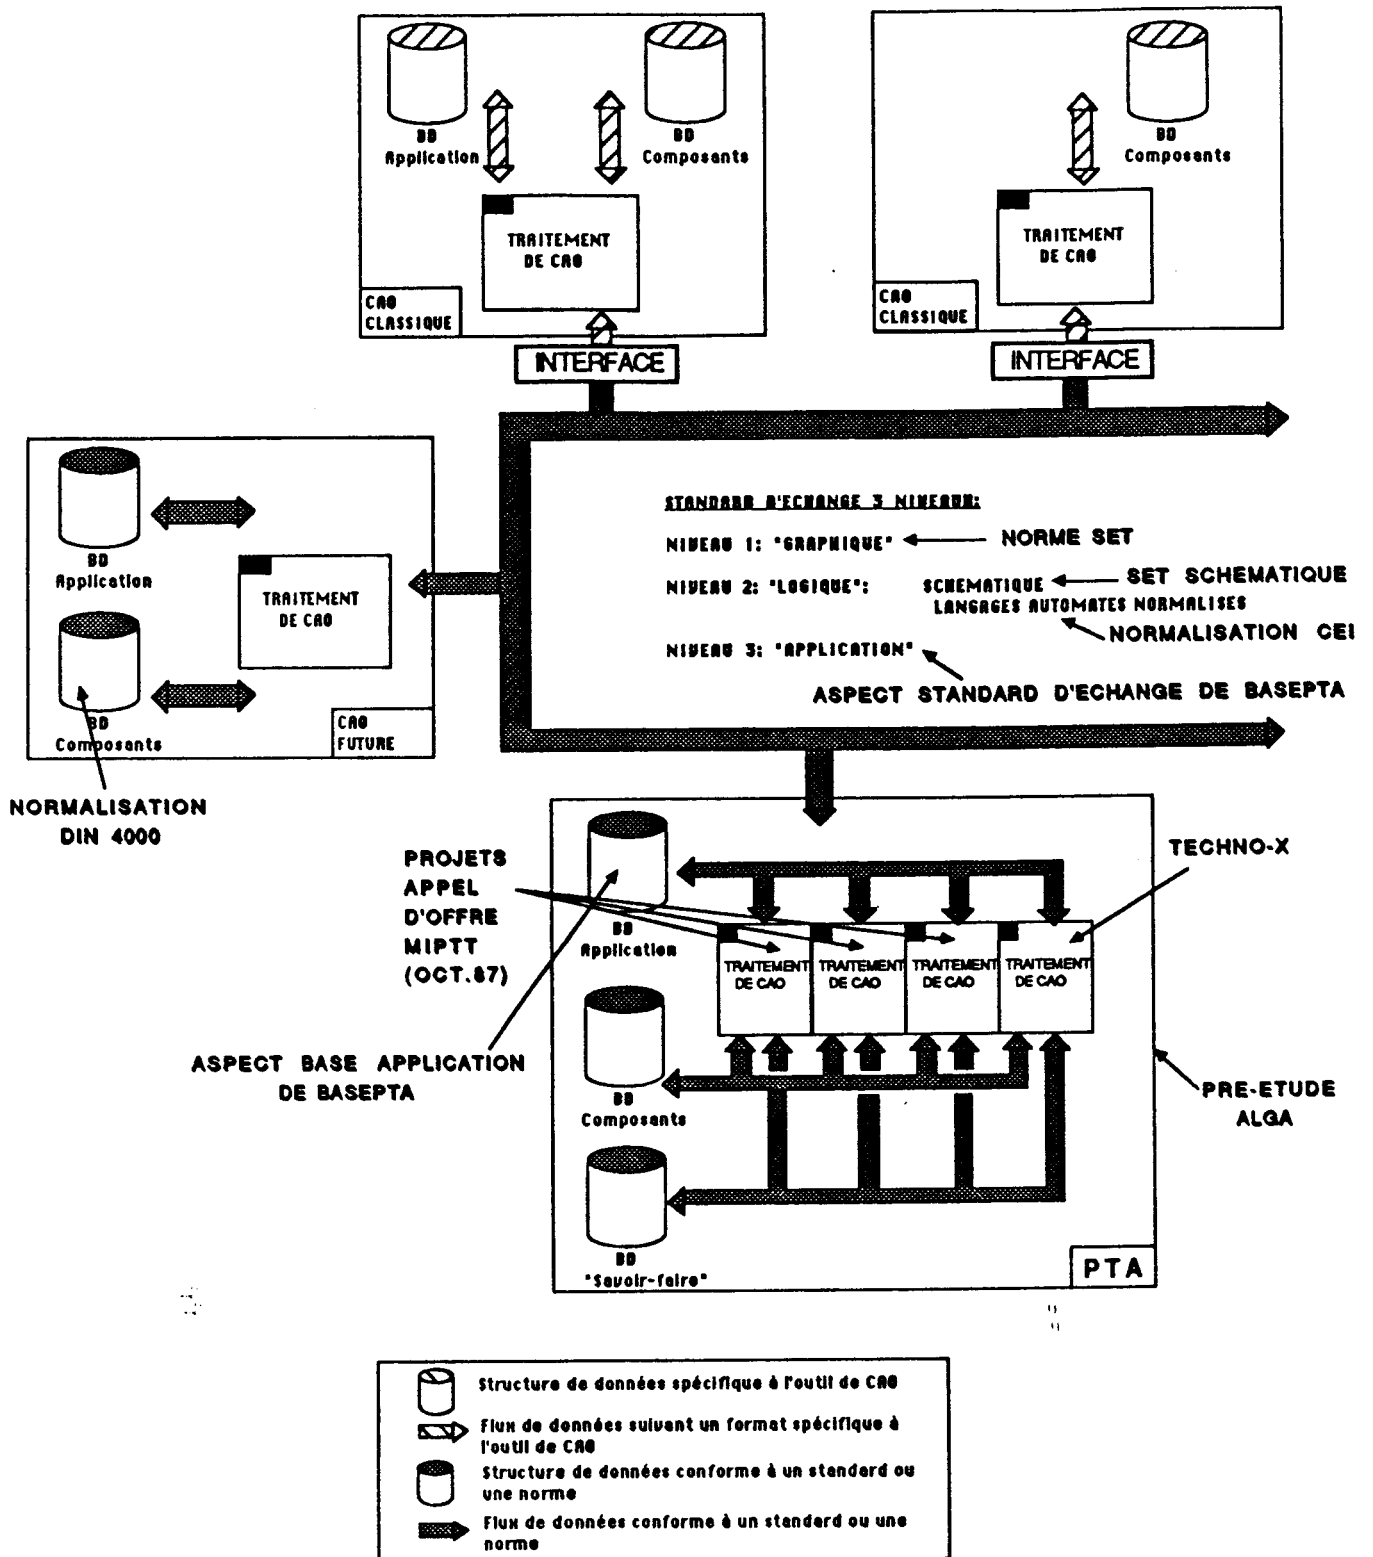 BD
Application
BD
Composants
TRAITEMENT
DE CAO
CAO
CLASSIQUE
INTERFACE
BD
Composants
TRAITEMENT
DE CAO
CAO
CLASSIQUE
INTERFACE
BD
Application
TRAITEMENT
DE CAO
BD
Composants
CAO
FUTURE
NORMALISATION
DIN 4000
STANDARD D'ECHANGE 3 NIVEAUX:
NIVEAU 1: "GRAPHIQUE"
NORME SET
NIVEAU 2: "LOGIQUE": SCHEMATIQUE
SET SCHEMATIQUE
LANGAGES AUTOMATES NORMALISES
NORMALISATION CEI
NIVEAU 3: "APPLICATION"
ASPECT STANDARD D'ECHANGE DE BASEPTA
PROJETS
APPEL
D'OFFRE
MIPTT
(OCT.87)
TECHNO-X
BD
Application
TRAITEMENT
DE CAO
TRAITEMENT
DE CAO
TRAITEMENT
DE CAO
TRAITEMENT
DE CAO
ASPECT BASE APPLICATION
DE BASEPTA
BD
Composants
PRE-ETUDE
ALGA
BD
"Savoir-faire"
PTA
Structure de données spécifique à l'outil de CAO
Flux de données suivant un format spécifique à
l'outil de CAO
Structure de données conforme à un standard ou
une norme
Flux de données conforme à un standard ou une
norme